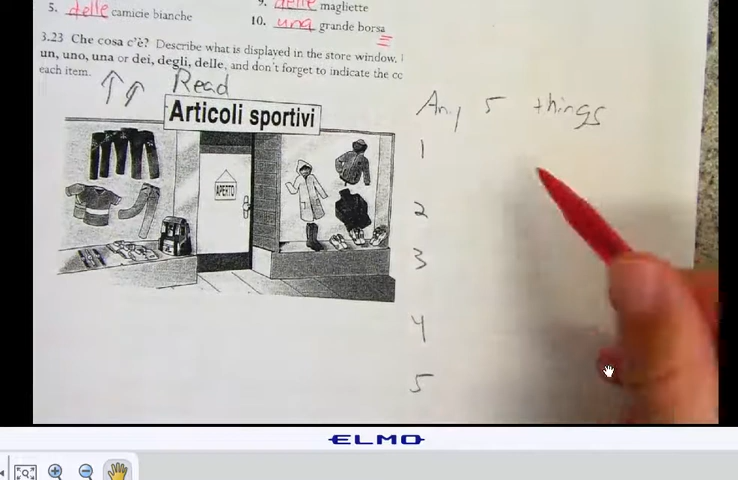 5. delle camicie bianche
9. delle magliette
10. una grande borsa
3.23 Che cosa c'è? Describe what is displayed in the store window.
un, uno, una or dei, degli, delle, and don't forget to indicate the co
each item.
Read
Articoli sportivi
APERTO
Any 5 things
1
2
3
4
5
ELMO